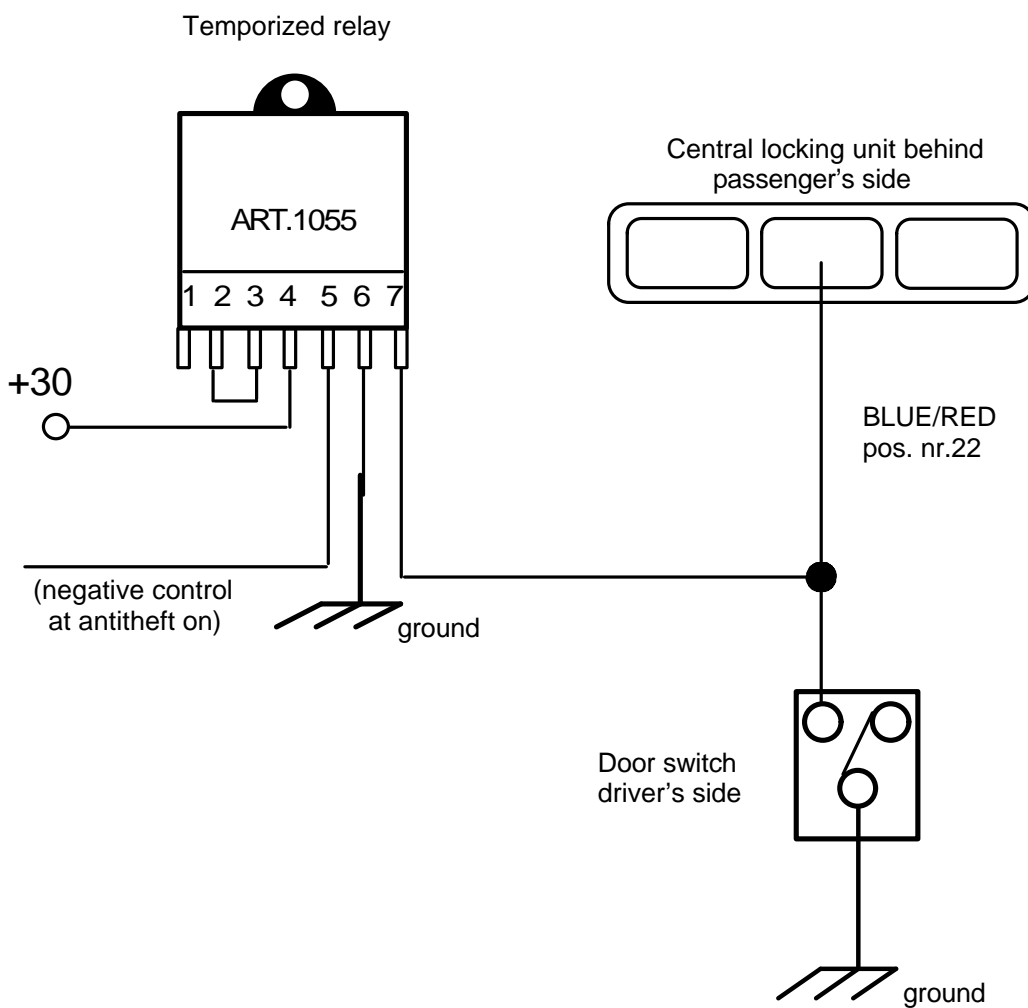 Temporized relay
ART.1055
1 2 3 4 5 6 7
+30
(negative control
at antitheft on)
ground
Central locking unit behind
passenger's side
BLUE/RED
pos. nr.22
Door switch
driver's side
ground